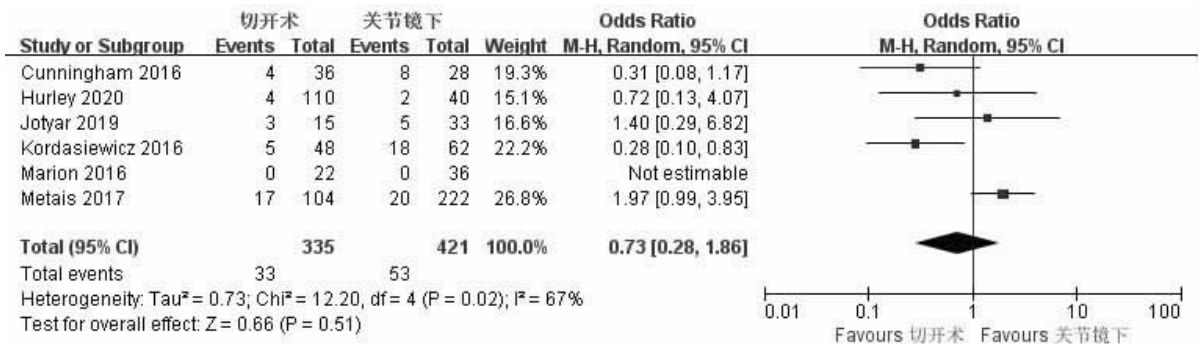 切开术 关节镜下 Odds Ratio Odds Ratio
Study or Subgroup Events Total Events Total Weight M-H, Random, 95% CI M-H, Random, 95% CI
Cunningham 2016 4 36 8 28 19.3% 0.31 [0.08, 1.17]
Hurley 2020 4 110 2 40 15.1% 0.72 [0.13, 4.07]
Jotyar 2019 3 15 5 33 16.6% 1.40 [0.29, 6.82]
Kordasiewicz 2016 5 48 18 62 22.2% 0.28 [0.10, 0.83]
Marion 2016 0 22 0 36 Not estimable
Metais 2017 17 104 20 222 26.8% 1.97 [0.99, 3.95]
Total (95% CI) 335 421 100.0% 0.73 [0.28, 1.86]
Total events 33 53
Heterogeneity: Tau² = 0.73; Chi² = 12.20, df = 4 (P = 0.02); I² = 67%
Test for overall effect: Z = 0.66 (P = 0.51)
0.01 0.1 1 10 100
Favours 切开术 Favours 关节镜下